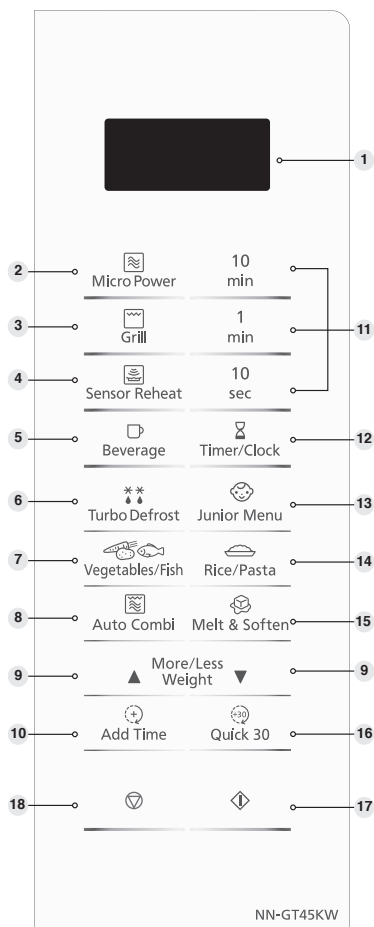 1
2
Micro Power
10
min
3
Grill
1
min
11
4
Sensor Reheat
10
sec
5
Beverage
Timer/Clock
12
6
Turbo Defrost
Junior Menu
13
7
Vegetables/Fish
Rice/Pasta
14
8
Auto Combi
Melt & Soften
15
9
▲ More/Less ▼
Weight
9
10
Add Time
+30
Quick 30
16
18
17
NN-GT45KW